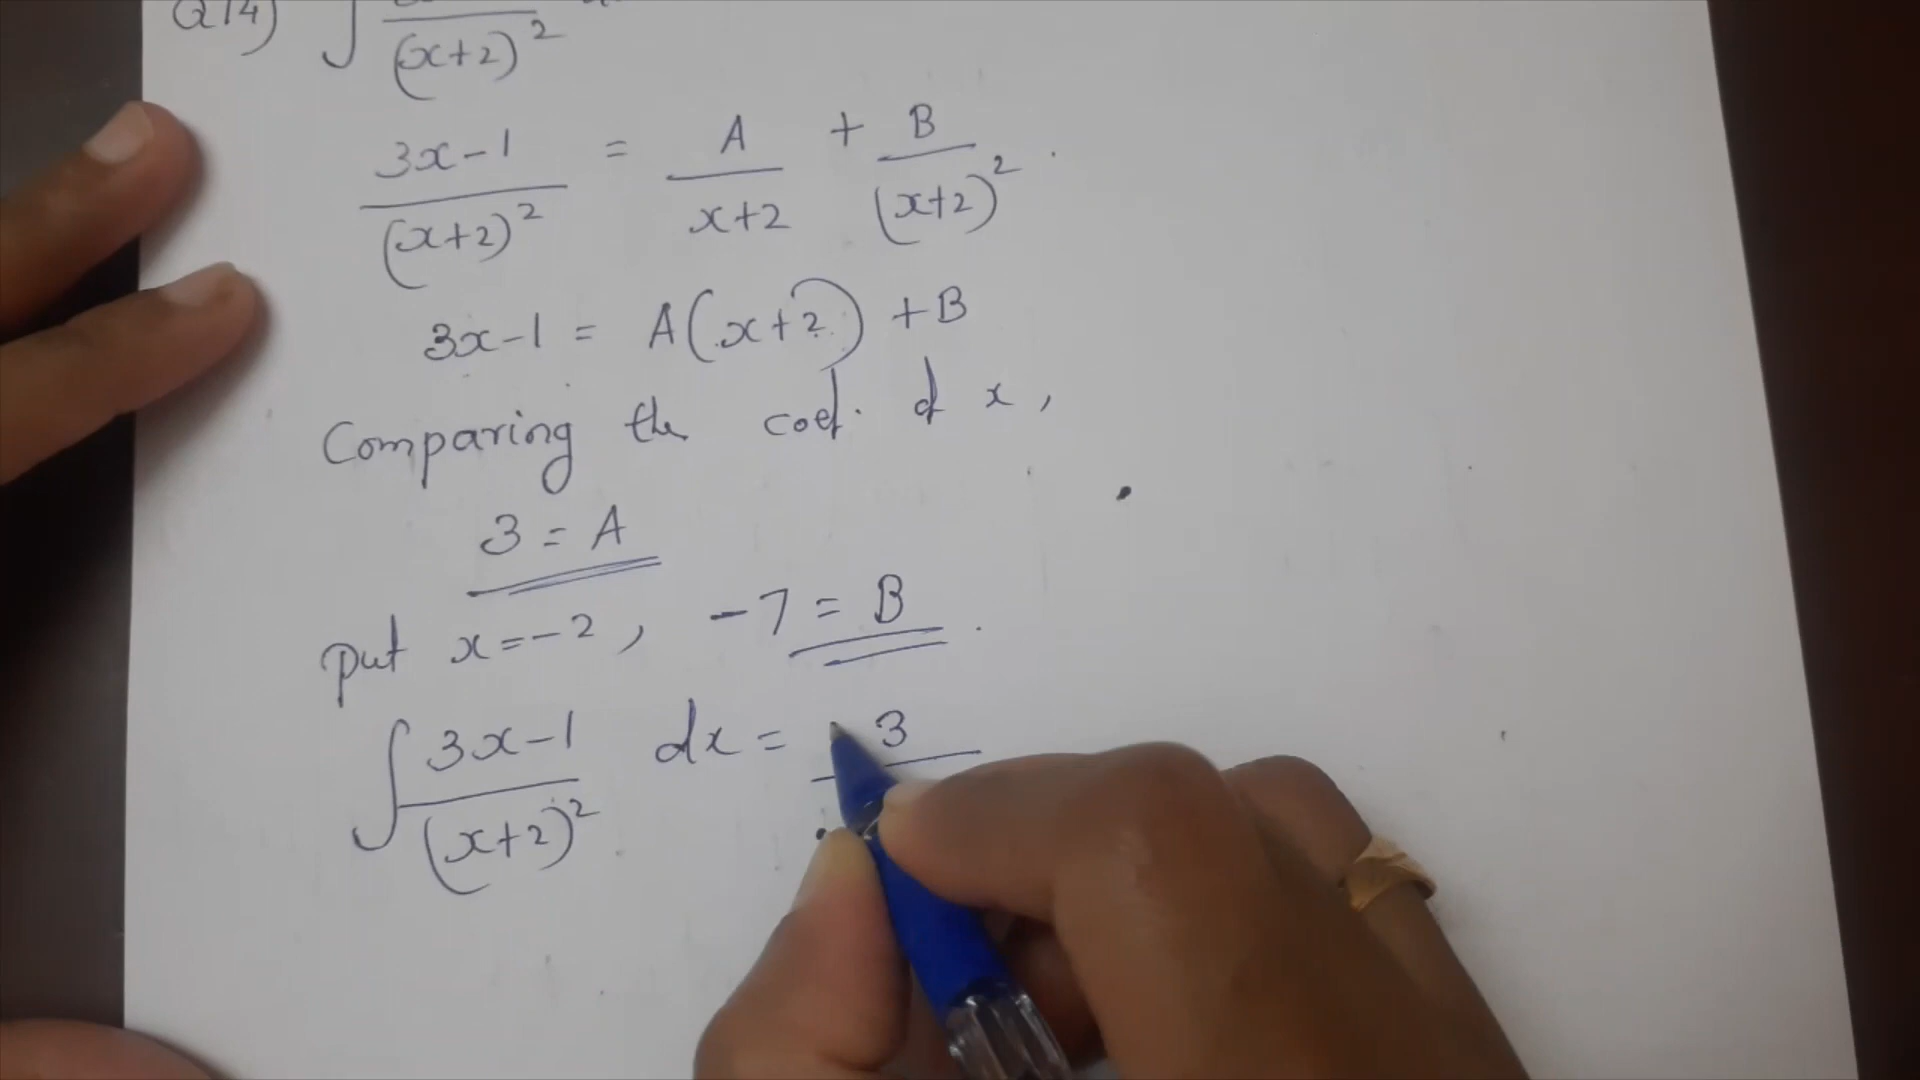 Q14) ∫ /(x+2)²
3x-1/(x+2)² = A/x+2 + B/(x+2)²
3x-1 = A(x+2) + B
Comparing the coef. of x,
3 = A
put x=-2, -7 = B
∫ 3x-1/(x+2)² dx = 3